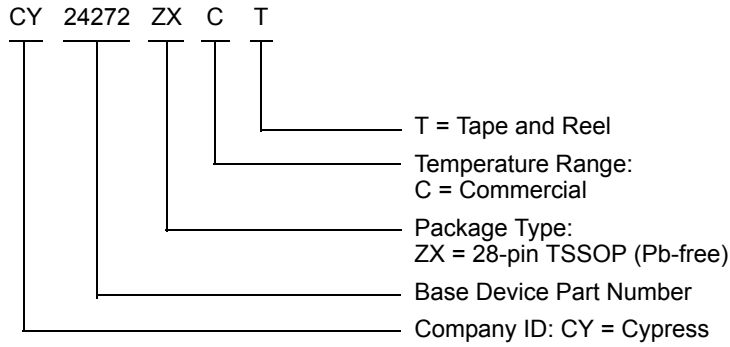 CY 24272 ZX C T
T = Tape and Reel
Temperature Range:
C = Commercial
Package Type:
ZX = 28-pin TSSOP (Pb-free)
Base Device Part Number
Company ID: CY = Cypress